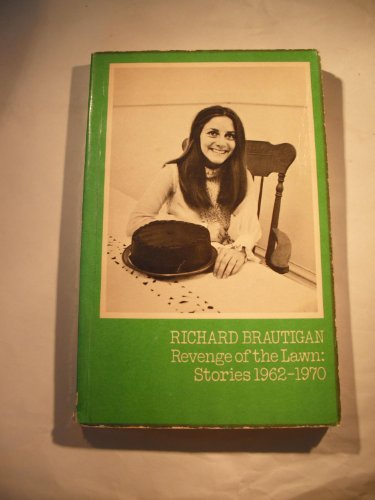 RICHARD BRAUTIGAN
Revenge of the Lawn:
Stories 1962-1970